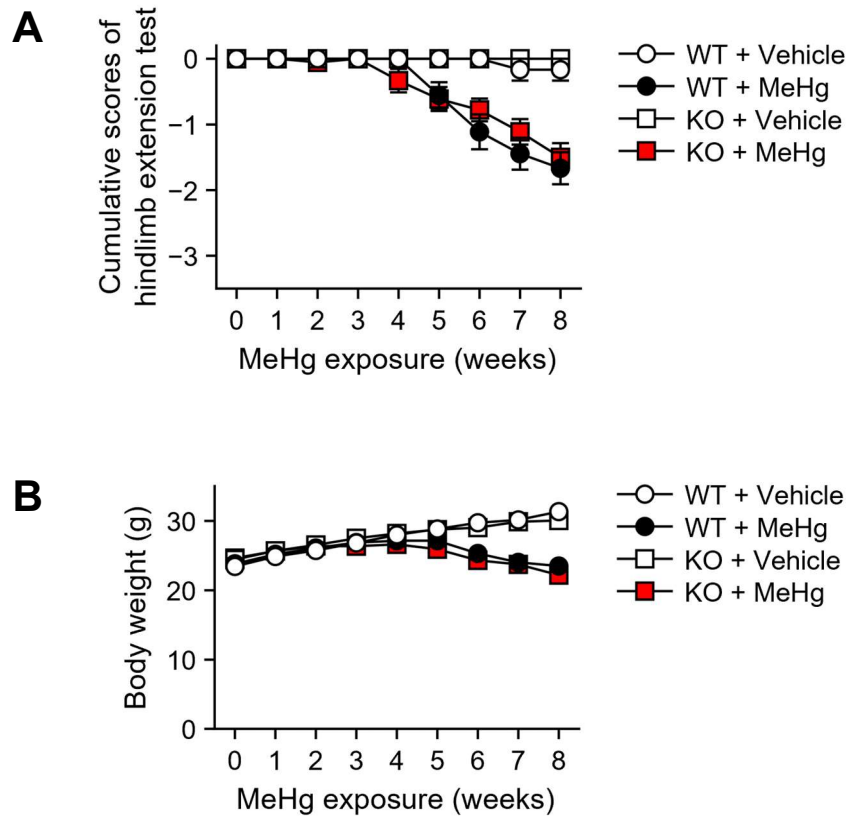 A
Cumulative scores of
hindlimb extension test
0
−1
−2
−3
0 1 2 3 4 5 6 7 8
MeHg exposure (weeks)
WT + Vehicle
WT + MeHg
KO + Vehicle
KO + MeHg
B
Body weight (g)
30
20
10
0
0 1 2 3 4 5 6 7 8
MeHg exposure (weeks)
WT + Vehicle
WT + MeHg
KO + Vehicle
KO + MeHg